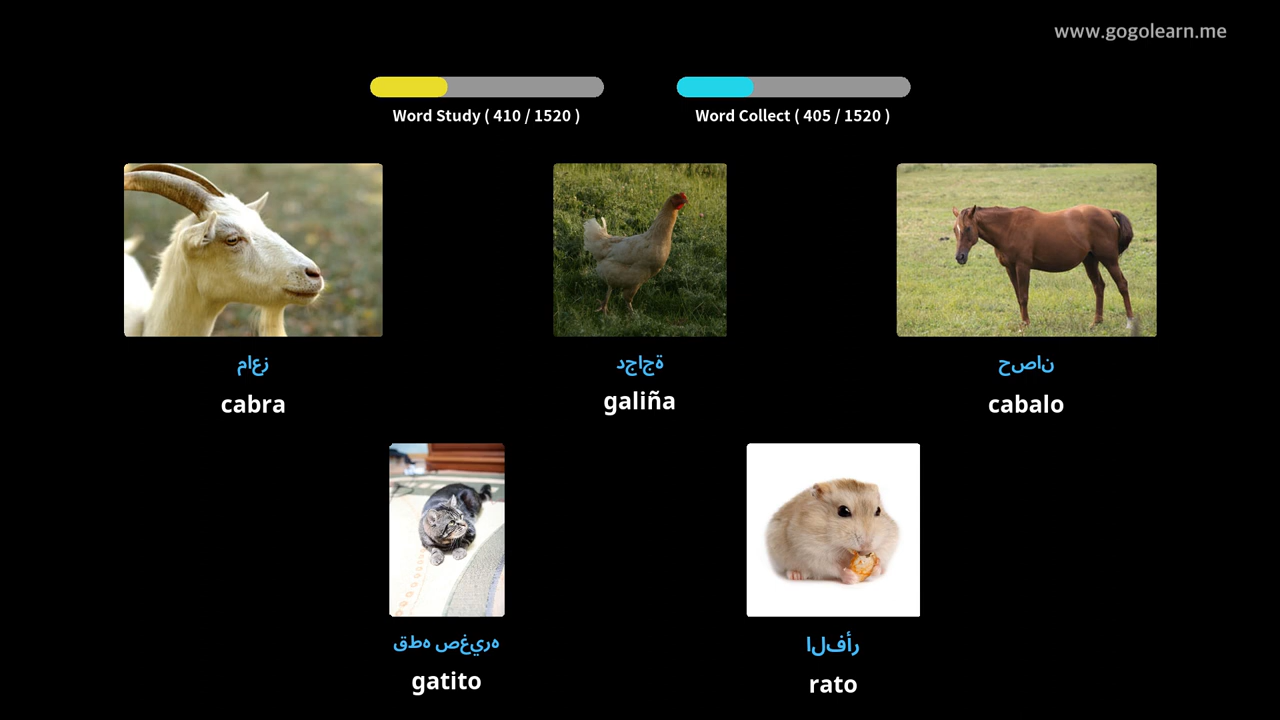 www.gogolearn.me
Word Study ( 410 / 1520 )
Word Collect ( 405 / 1520 )
ماعز
دجاجة
حصان
cabra
galiña
cabalo
قطه صغيره
الفأر
gatito
rato